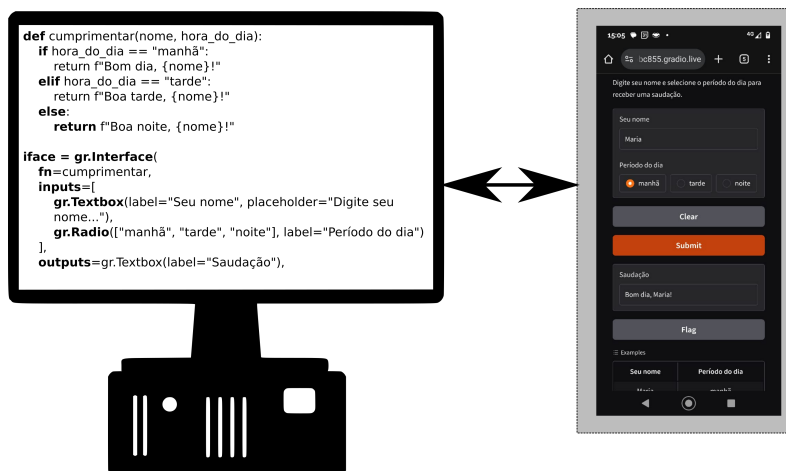 def cumprimentar(nome, hora_do_dia):
if hora_do_dia == "manhã":
return f"Bom dia, {nome}!"
elif hora_do_dia == "tarde":
return f"Boa tarde, {nome}!"
else:
return f"Boa noite, {nome}!"
iface = gr.Interface(
fn=cumprimentar,
inputs=[
gr.Textbox(label="Seu nome", placeholder="Digite seu
nome..."),
gr.Radio(["manhã", "tarde", "noite"], label="Período do dia")
],
outputs=gr.Textbox(label="Saudação"),
15:05 4G
bc855.gradio.live 5
Digite seu nome e selecione o período do dia para
receber uma saudação.
Seu nome
Maria
Período do dia
manhã tarde noite
Clear
Submit
Saudação
Bom dia, Maria!
Flag
Examples
Seu nome Período do dia
Maria manhã